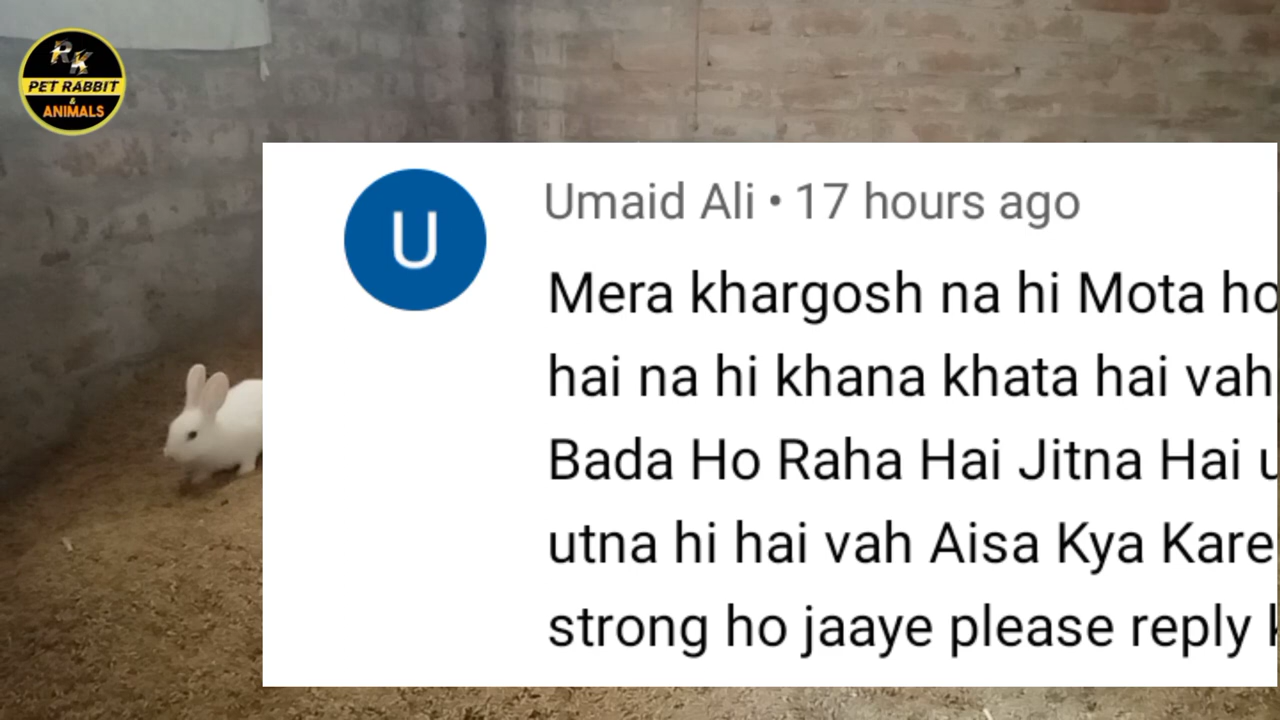 RK
PET RABBIT
&
ANIMALS
U
Umaid Ali • 17 hours ago
Mera khargosh na hi Mota ho
hai na hi khana khata hai vah
Bada Ho Raha Hai Jitna Hai
utna hi hai vah Aisa Kya Kare
strong ho jaaye please reply